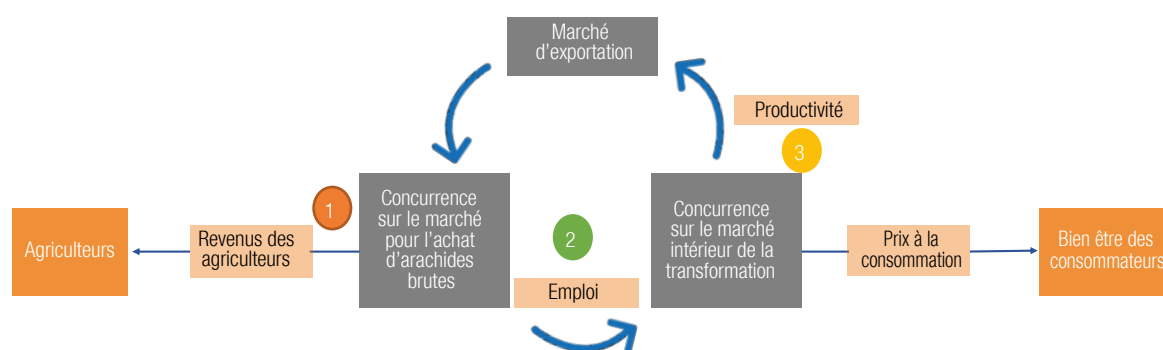 Marché
d'exportation
Productivité
3
1
Concurrence
sur le marché
pour l'achat
d'arachides
brutes
2
Concurrence
sur le marché
intérieur de la
transformation
Agriculteurs
Revenus des
agriculteurs
Emploi
Prix à la
consommation
Bien être des
consommateurs